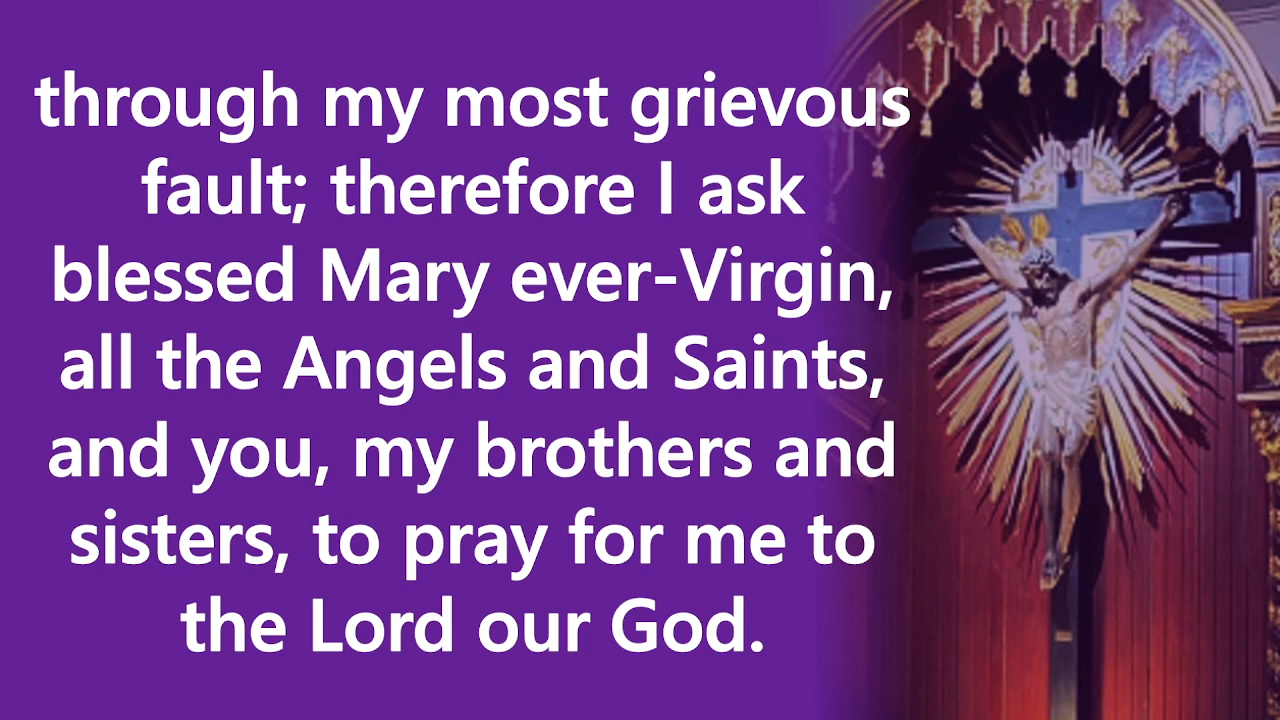 through my most grievous
fault; therefore I ask
blessed Mary ever-Virgin,
all the Angels and Saints,
and you, my brothers and
sisters, to pray for me to
the Lord our God.